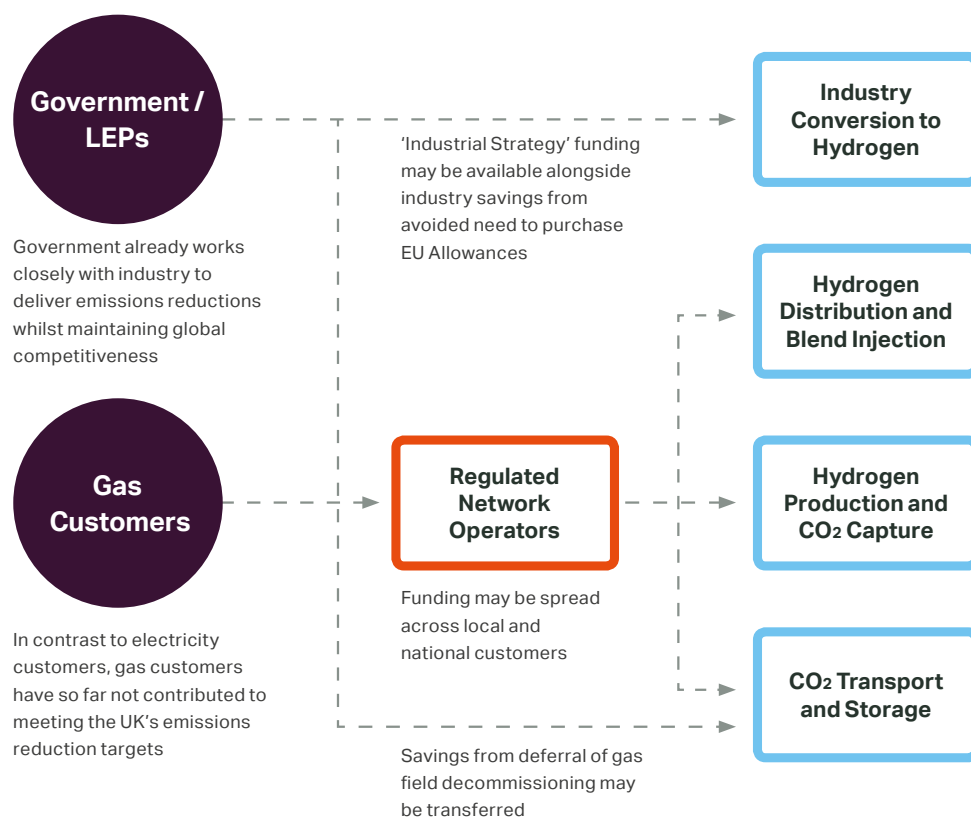 Government /
LEPs
Government already works
closely with industry to
deliver emissions reductions
whilst maintaining global
competitiveness
'Industrial Strategy' funding
may be available alongside
industry savings from
avoided need to purchase
EU Allowances
Industry
Conversion to
Hydrogen
Hydrogen
Distribution and
Blend Injection
Gas
Customers
In contrast to electricity
customers, gas customers
have so far not contributed to
meeting the UK's emissions
reduction targets
Regulated
Network
Operators
Funding may be spread
across local and
national customers
Hydrogen
Production and
CO2 Capture
CO2 Transport
and Storage
Savings from deferral of gas
field decommissioning may
be transferred